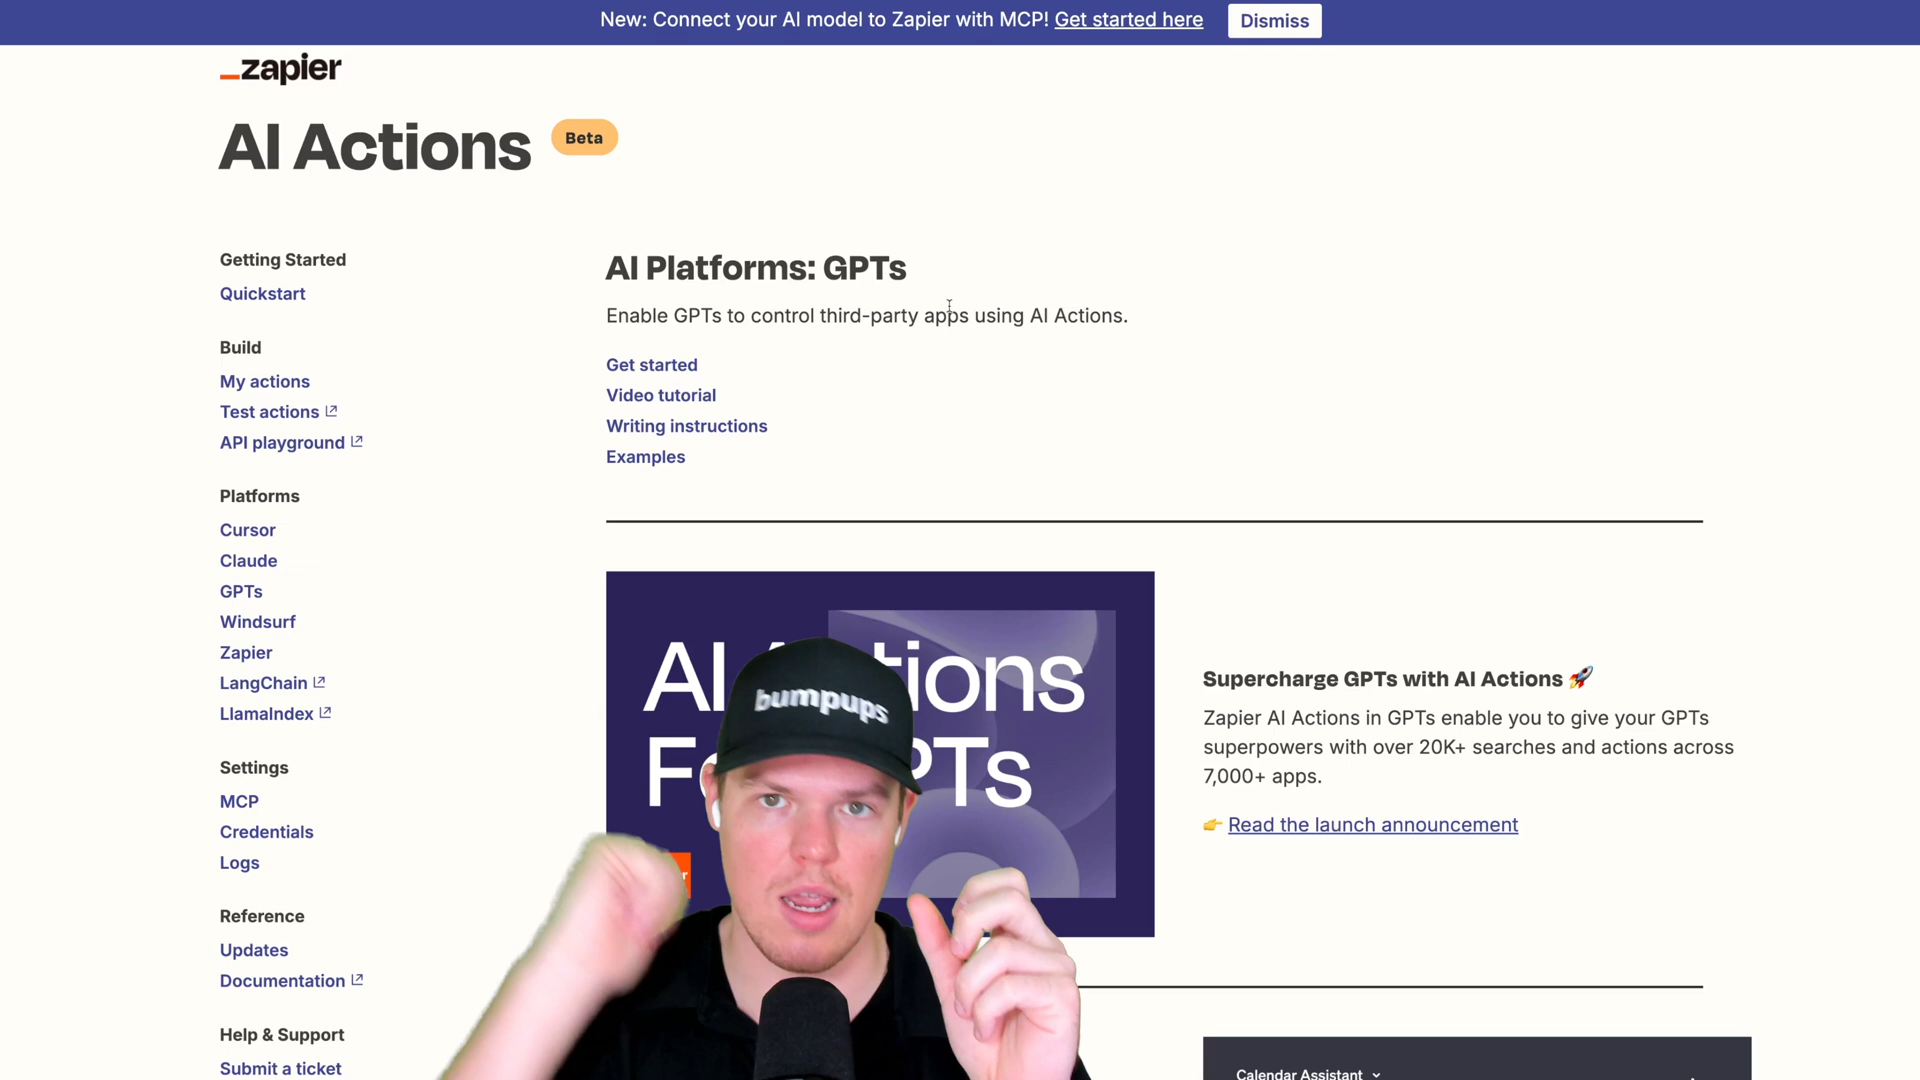 New: Connect your AI model to Zapier with MCP! Get started here
Dismiss
zapier
AI Actions
Beta
Getting Started
Quickstart
Build
My actions
Test actions
API playground
Platforms
Cursor
Claude
GPTs
Windsurf
Zapier
LangChain
LlamaIndex
Settings
MCP
Credentials
Logs
Reference
Updates
Documentation
Help & Support
Submit a ticket
AI Platforms: GPTs
Enable GPTs to control third-party apps using AI Actions.
Get started
Video tutorial
Writing instructions
Examples
bumpups
Supercharge GPTs with AI Actions 🚀
Zapier AI Actions in GPTs enable you to give your GPTs
superpowers with over 20K+ searches and actions across
7,000+ apps.
👉 Read the launch announcement
Calendar Assistant